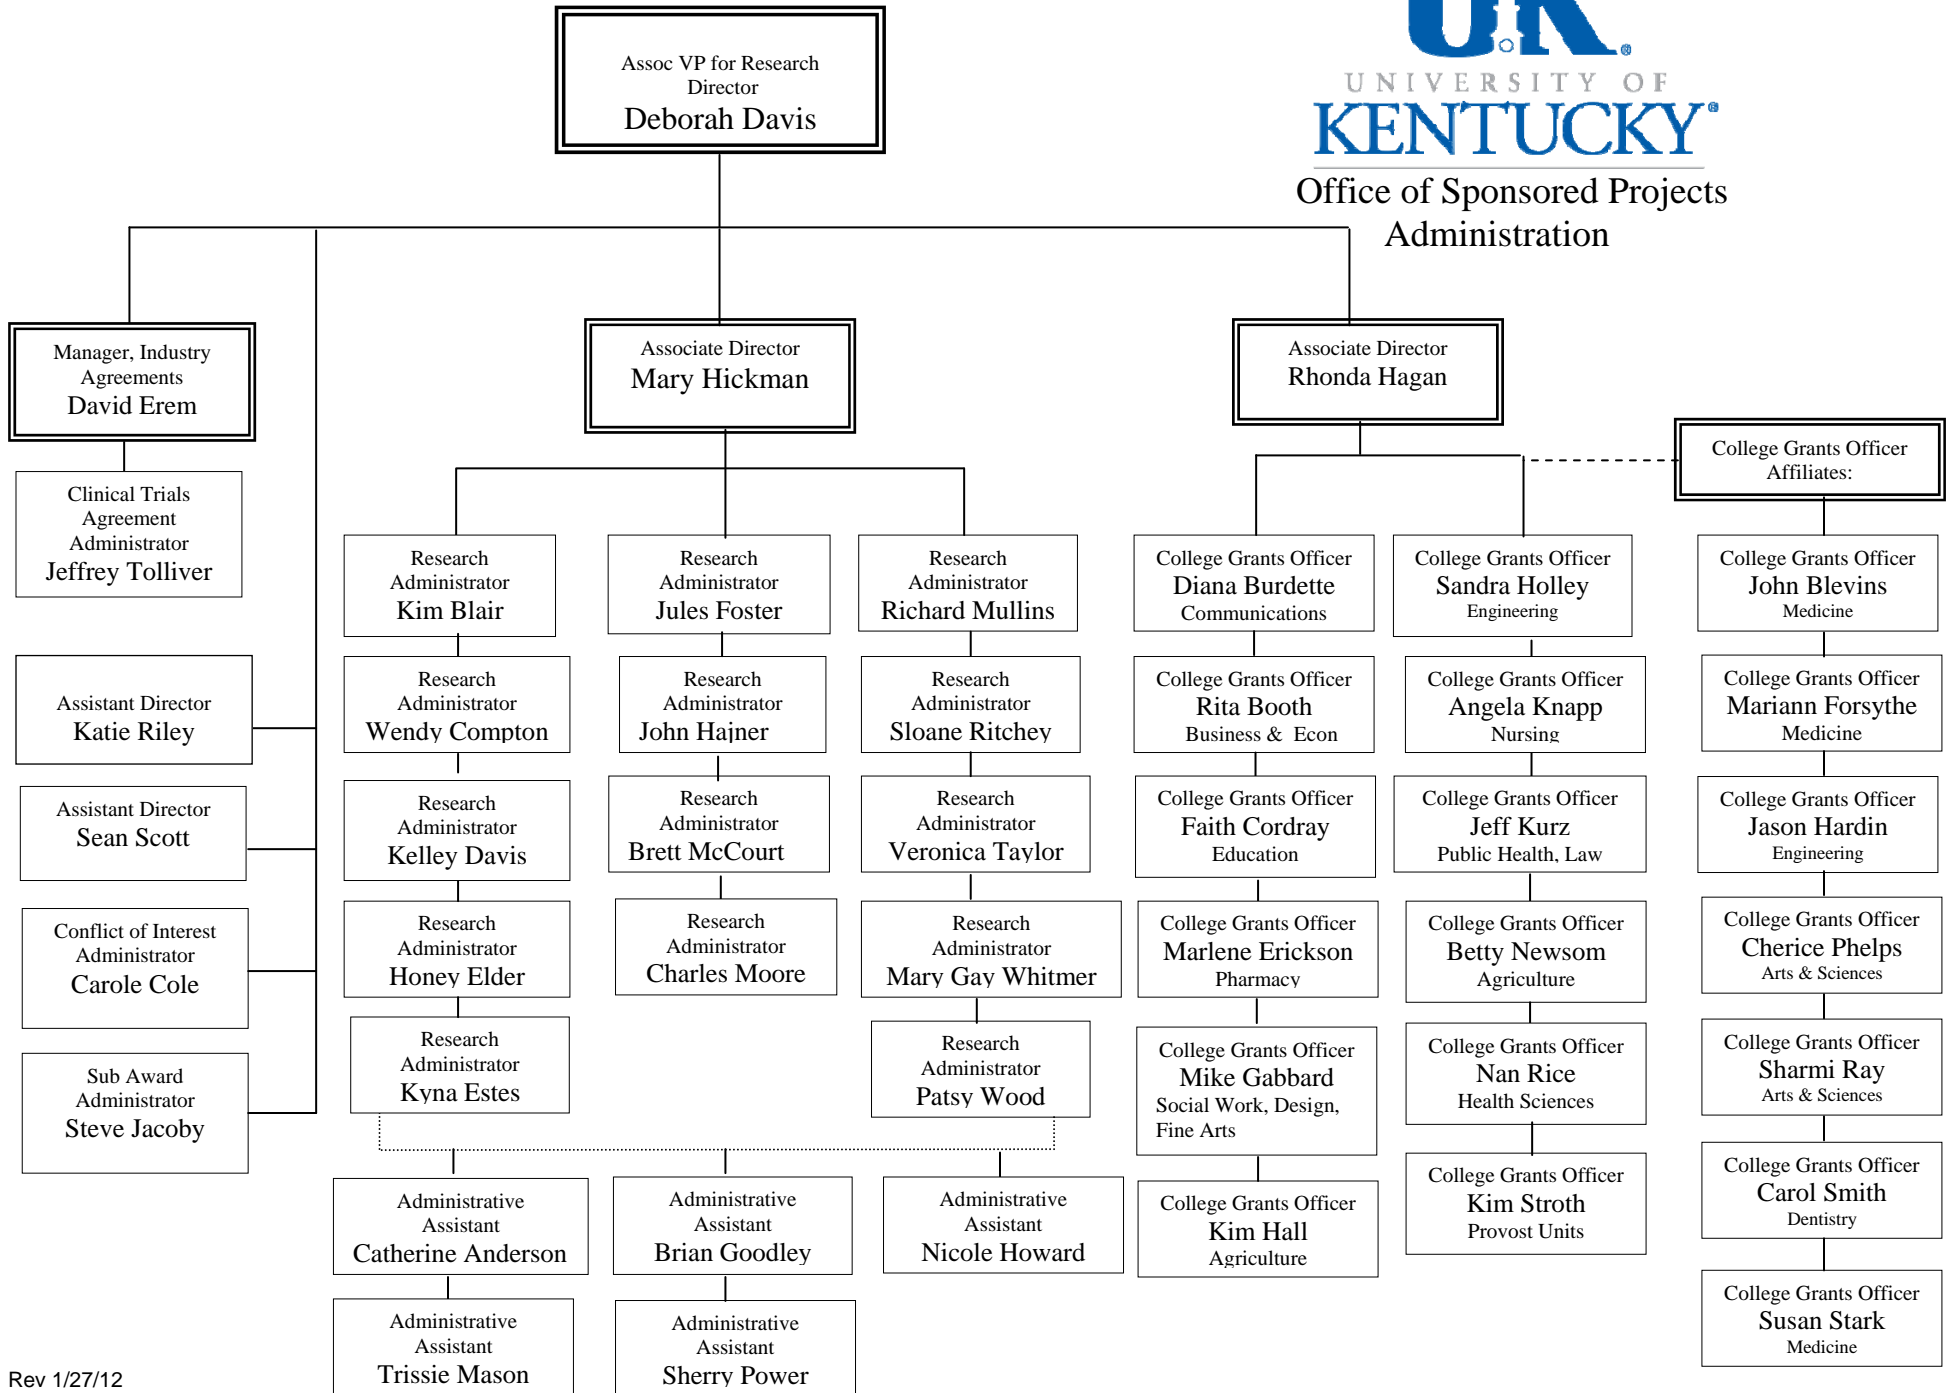 Assoc VP for Research
Director
Deborah Davis
UK
UNIVERSITY OF
KENTUCKY
Office of Sponsored Projects
Administration
Manager, Industry
Agreements
David Erem
Associate Director
Mary Hickman
Associate Director
Rhonda Hagan
College Grants Officer
Affiliates:
Clinical Trials
Agreement
Administrator
Jeffrey Tolliver
Assistant Director
Katie Riley
Assistant Director
Sean Scott
Conflict of Interest
Administrator
Carole Cole
Sub Award
Administrator
Steve Jacoby
Research
Administrator
Kim Blair
Research
Administrator
Wendy Compton
Research
Administrator
Kelley Davis
Research
Administrator
Honey Elder
Research
Administrator
Kyna Estes
Research
Administrator
Jules Foster
Research
Administrator
John Hajner
Research
Administrator
Brett McCourt
Research
Administrator
Charles Moore
Research
Administrator
Richard Mullins
Research
Administrator
Sloane Ritchey
Research
Administrator
Veronica Taylor
Research
Administrator
Mary Gay Whitmer
Research
Administrator
Patsy Wood
Administrative
Assistant
Catherine Anderson
Administrative
Assistant
Trissie Mason
Administrative
Assistant
Brian Goodley
Administrative
Assistant
Sherry Power
Administrative
Assistant
Nicole Howard
College Grants Officer
Diana Burdette
Communications
College Grants Officer
Rita Booth
Business & Econ
College Grants Officer
Faith Cordray
Education
College Grants Officer
Marlene Erickson
Pharmacy
College Grants Officer
Mike Gabbard
Social Work, Design,
Fine Arts
College Grants Officer
Kim Hall
Agriculture
College Grants Officer
Sandra Holley
Engineering
College Grants Officer
Angela Knapp
Nursing
College Grants Officer
Jeff Kurz
Public Health, Law
College Grants Officer
Betty Newsom
Agriculture
College Grants Officer
Nan Rice
Health Sciences
College Grants Officer
Kim Stroth
Provost Units
College Grants Officer
John Blevins
Medicine
College Grants Officer
Mariann Forsythe
Medicine
College Grants Officer
Jason Hardin
Engineering
College Grants Officer
Cherice Phelps
Arts & Sciences
College Grants Officer
Sharmi Ray
Arts & Sciences
College Grants Officer
Carol Smith
Dentistry
College Grants Officer
Susan Stark
Medicine
Rev 1/27/12